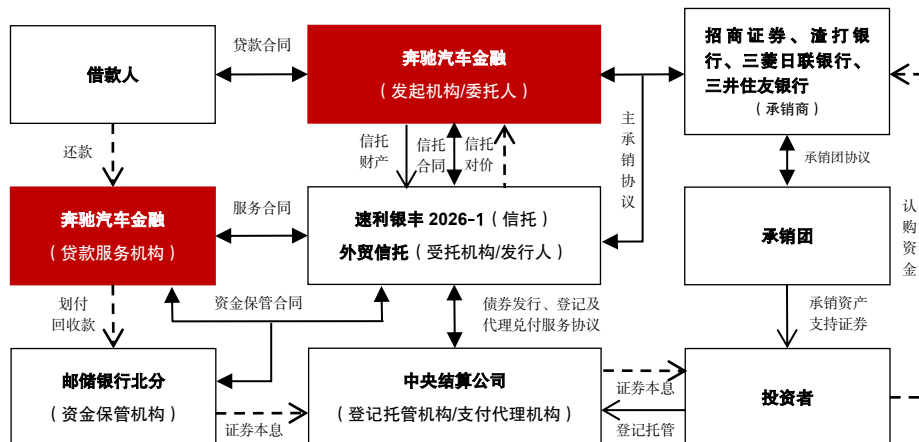 借款人
贷款合同
奔驰汽车金融
（发起机构/委托人）
招商证券、渣打银
行、三菱日联银行、
三井住友银行
（承销商）
还款
信托
财产
信托
合同
信托
对价
主承销协议
承销团协议
奔驰汽车金融
（贷款服务机构）
服务合同
速利银丰 2026-1（信托）
外贸信托（受托机构/发行人）
承销团
认购资金
划付
回收款
资金保管合同
债券发行、登记及
代理兑付服务协议
承销资产
支持证券
邮储银行北分
（资金保管机构）
证券本息
中央结算公司
（登记托管机构/支付代理机构）
证券本息
登记托管
投资者